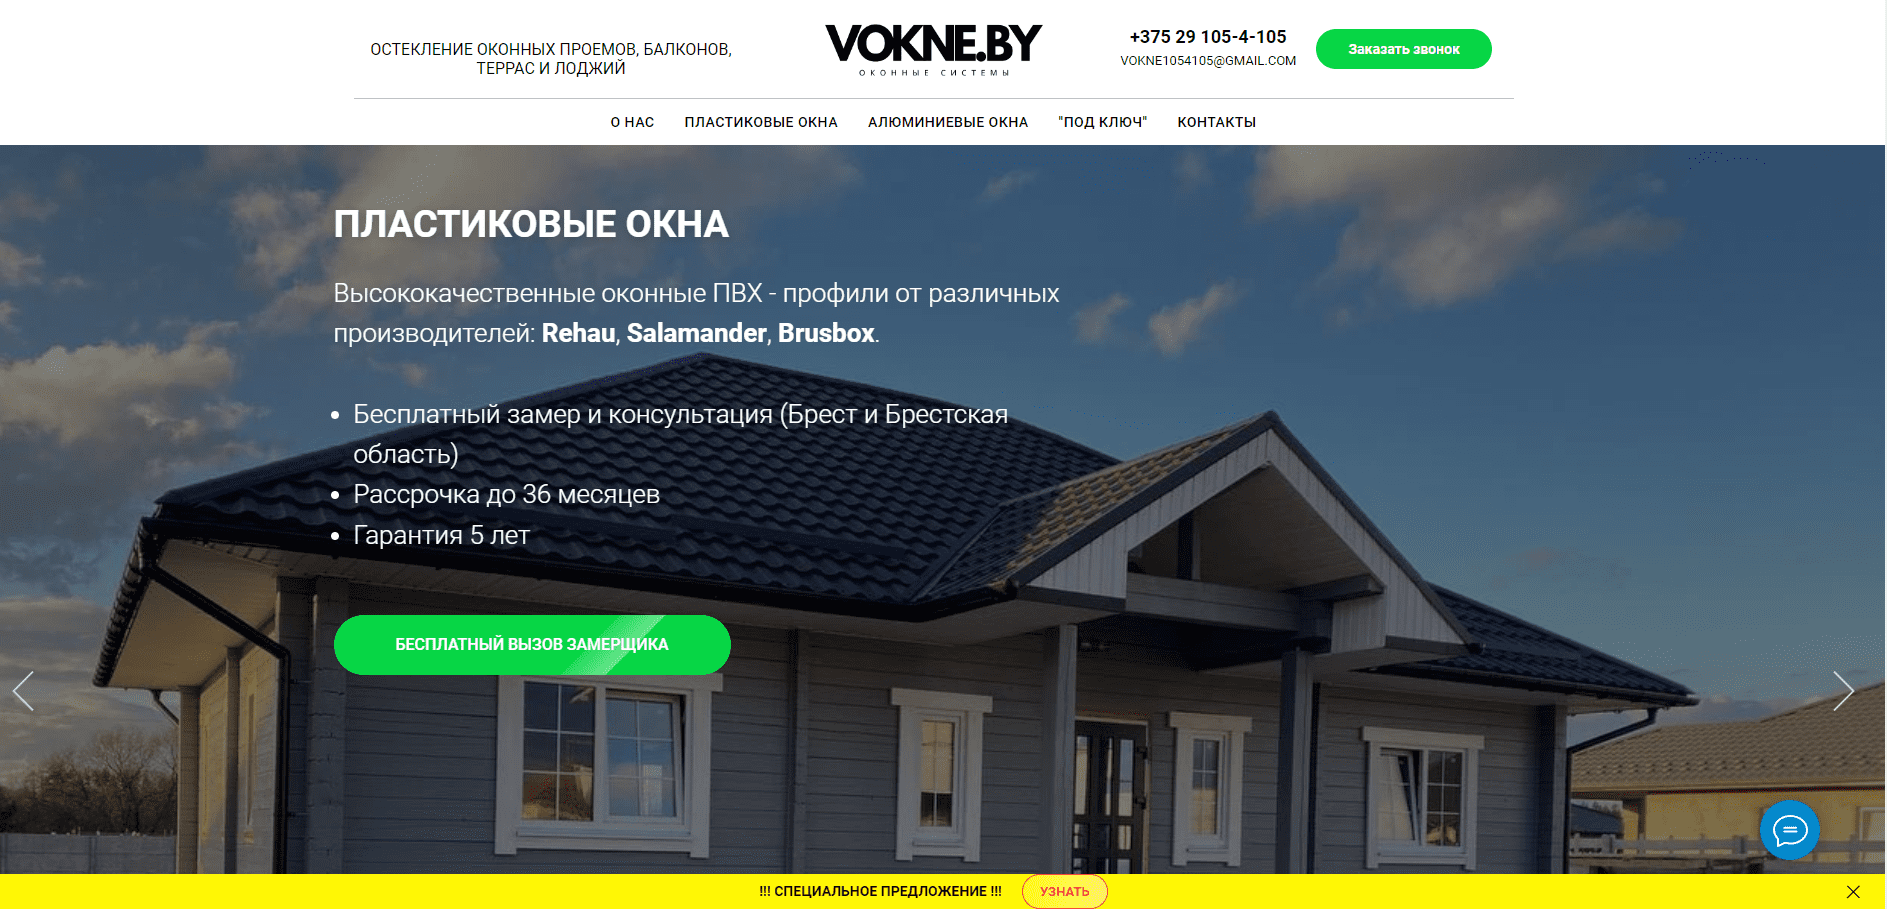 ОСТЕКЛЕНИЕ ОКОННЫХ ПРОЕМОВ, БАЛКОНОВ,
ТЕРРАС И ЛОДЖИЙ
VOKNE.BY
ОКОННЫЕ СИСТЕМЫ
+375 29 105-4-105
VOKNE1054105@GMAIL.COM
Заказать звонок
О НАС
ПЛАСТИКОВЫЕ ОКНА
АЛЮМИНИЕВЫЕ ОКНА
"ПОД КЛЮЧ"
КОНТАКТЫ
ПЛАСТИКОВЫЕ ОКНА
Высококачественные оконные ПВХ - профили от различных
производителей: Rehau, Salamander, Brusbox.
• Бесплатный замер и консультация (Брест и Брестская
область)
• Рассрочка до 36 месяцев
• Гарантия 5 лет
БЕСПЛАТНЫЙ ВЫЗОВ ЗАМЕРЩИКА
!!! СПЕЦИАЛЬНОЕ ПРЕДЛОЖЕНИЕ !!!
УЗНАТЬ